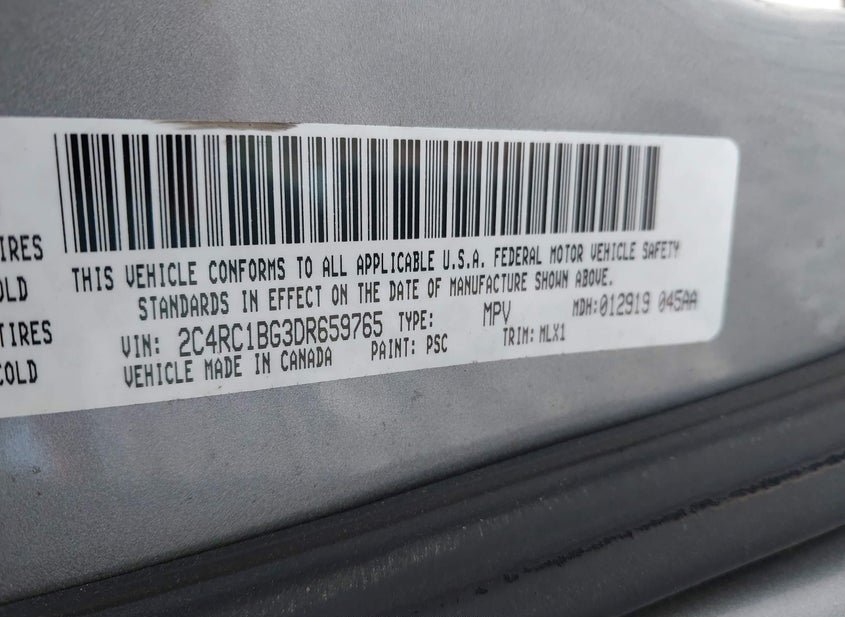 THIS VEHICLE CONFORMS TO ALL APPLICABLE U.S.A. FEDERAL MOTOR VEHICLE SAFETY
STANDARDS IN EFFECT ON THE DATE OF MANUFACTURE SHOWN ABOVE.
VIN: 2C4RC1BG3DR659765 TYPE: MPV MDH:012919 045AA
VEHICLE MADE IN CANADA PAINT: PSC TRIM: MLX1
IRES
OLD
TIRES
COLD